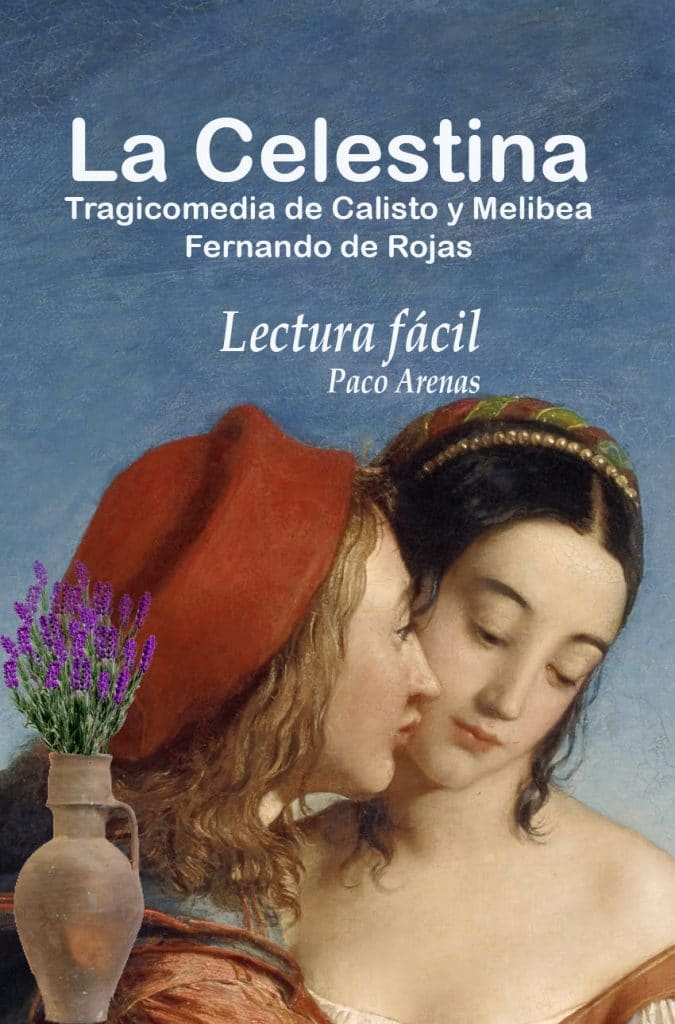 La Celestina
Tragicomedia de Calisto y Melibea
Fernando de Rojas
Lectura fácil
Paco Arenas